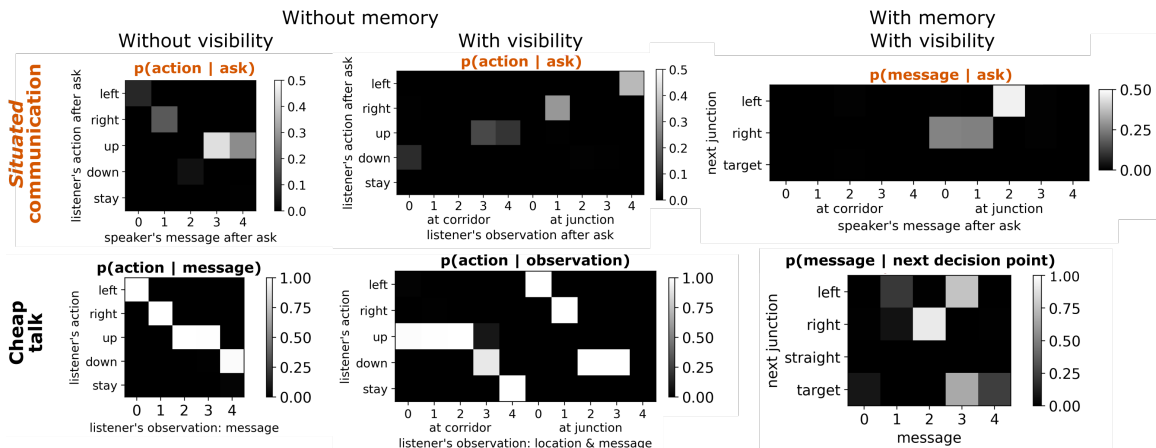 Without memory
With memory
Without visibility
With visibility
With visibility
Situated
communication
p(action | ask)
listener's action after ask
left
right
up
down
stay
0 1 2 3 4
speaker's message after ask
0.5
0.4
0.3
0.2
0.1
0.0
p(action | ask)
listener's action after ask
left
right
up
down
stay
0 1 2 3 4 0 1 2 3 4
at corridor at junction
listener's observation after ask
0.5
0.4
0.3
0.2
0.1
0.0
p(message | ask)
next junction
left
right
target
0 1 2 3 4 0 1 2 3 4
at corridor at junction
speaker's message after ask
0.50
0.25
0.00
Cheap
talk
p(action | message)
listener's action
left
right
up
down
stay
0 1 2 3 4
listener's observation: message
1.00
0.75
0.50
0.25
0.00
p(action | observation)
listener's action
left
right
up
down
stay
0 1 2 3 4 0 1 2 3 4
at corridor at junction
listener's observation: location & message
1.00
0.75
0.50
0.25
0.00
p(message | next decision point)
next junction
left
right
straight
target
0 1 2 3 4
message
1.00
0.75
0.50
0.25
0.00